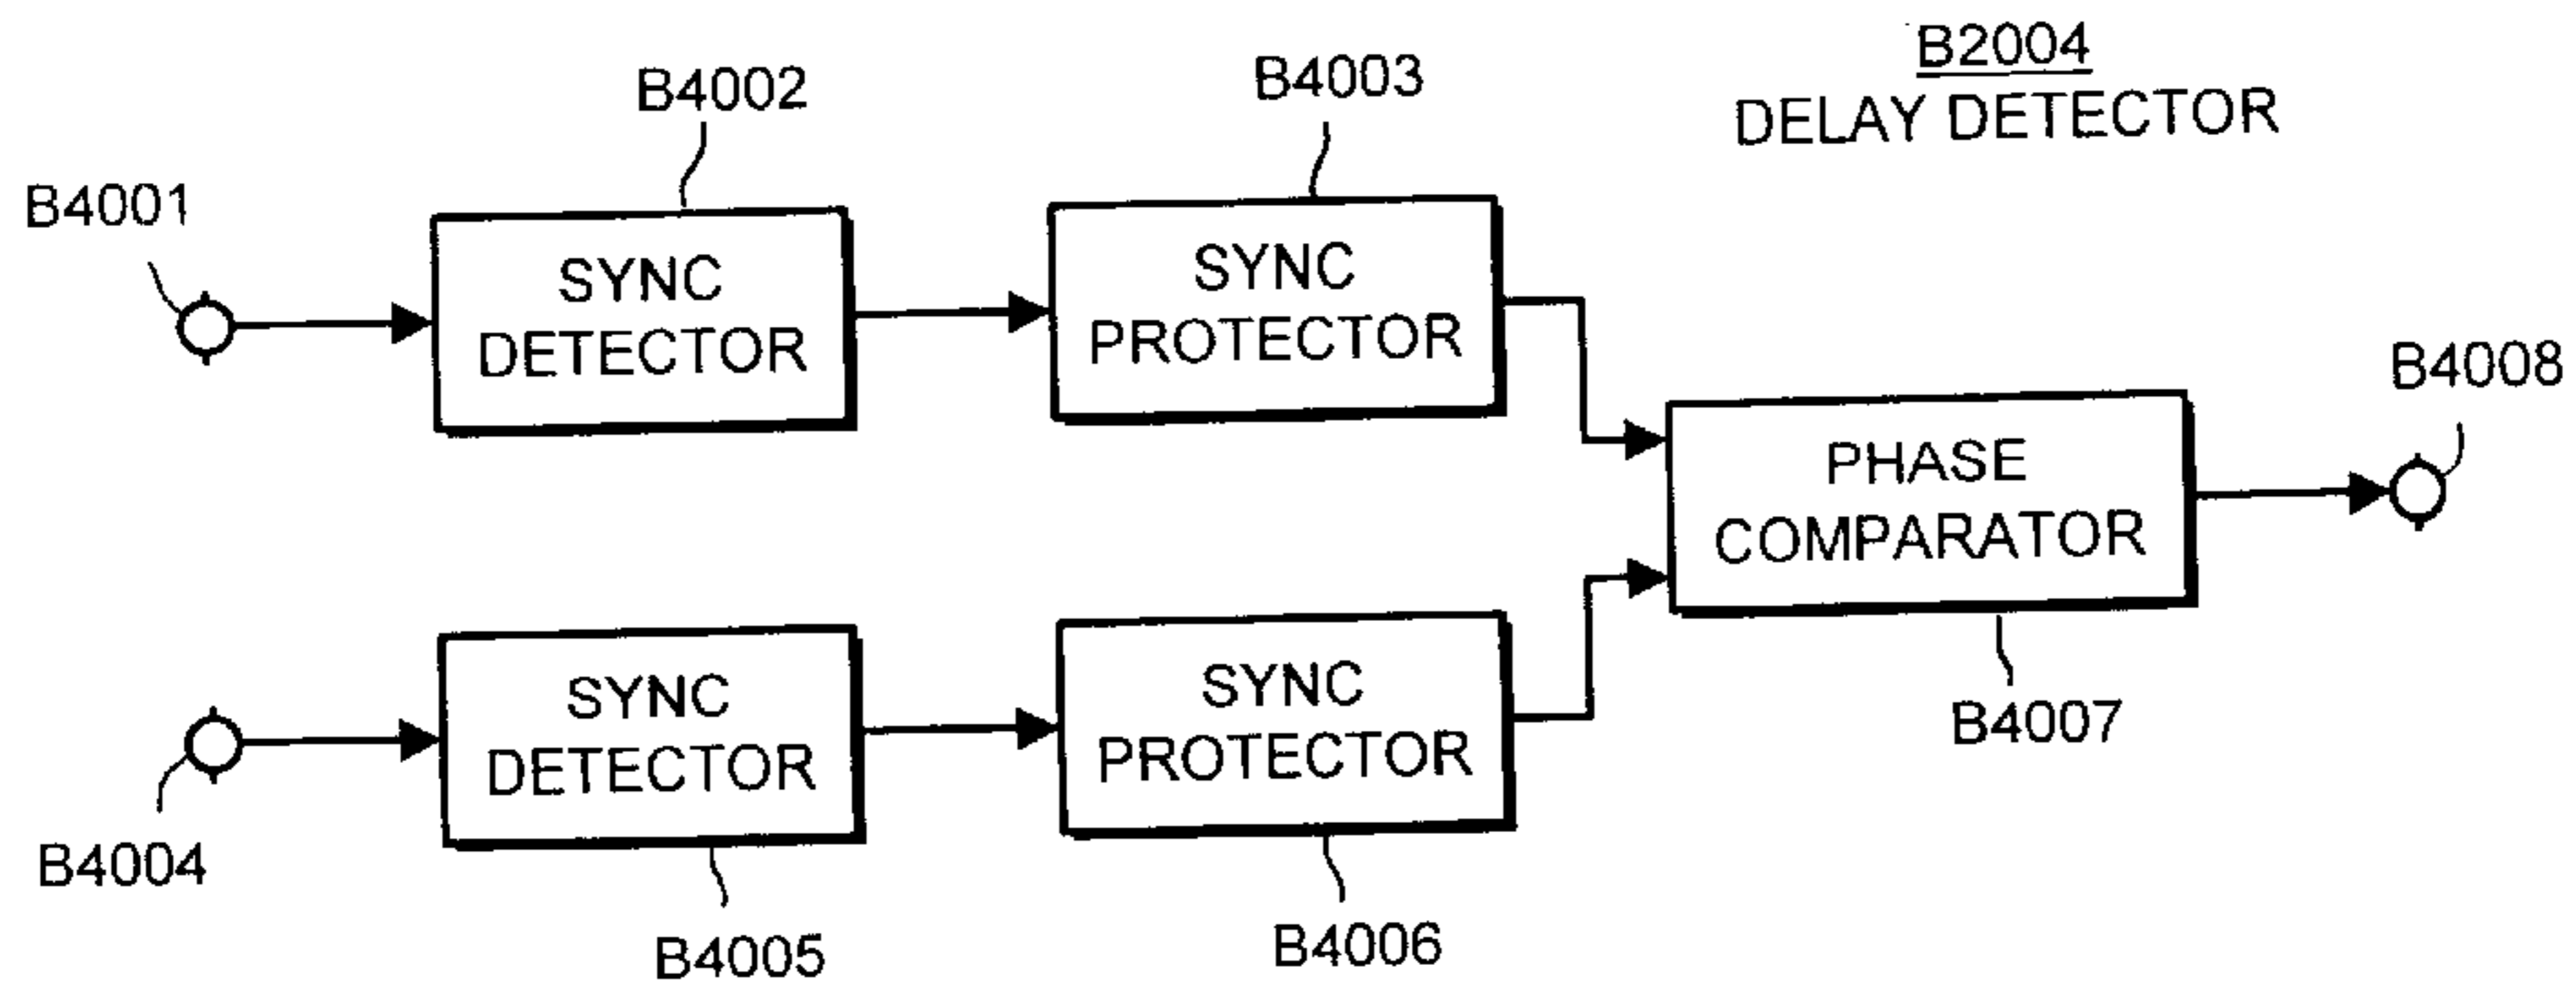 B2004
DELAY DETECTOR
B4002
B4003
B4001
SYNC
DETECTOR
SYNC
PROTECTOR
B4008
PHASE
COMPARATOR
B4007
SYNC
DETECTOR
SYNC
PROTECTOR
B4004
B4005
B4006